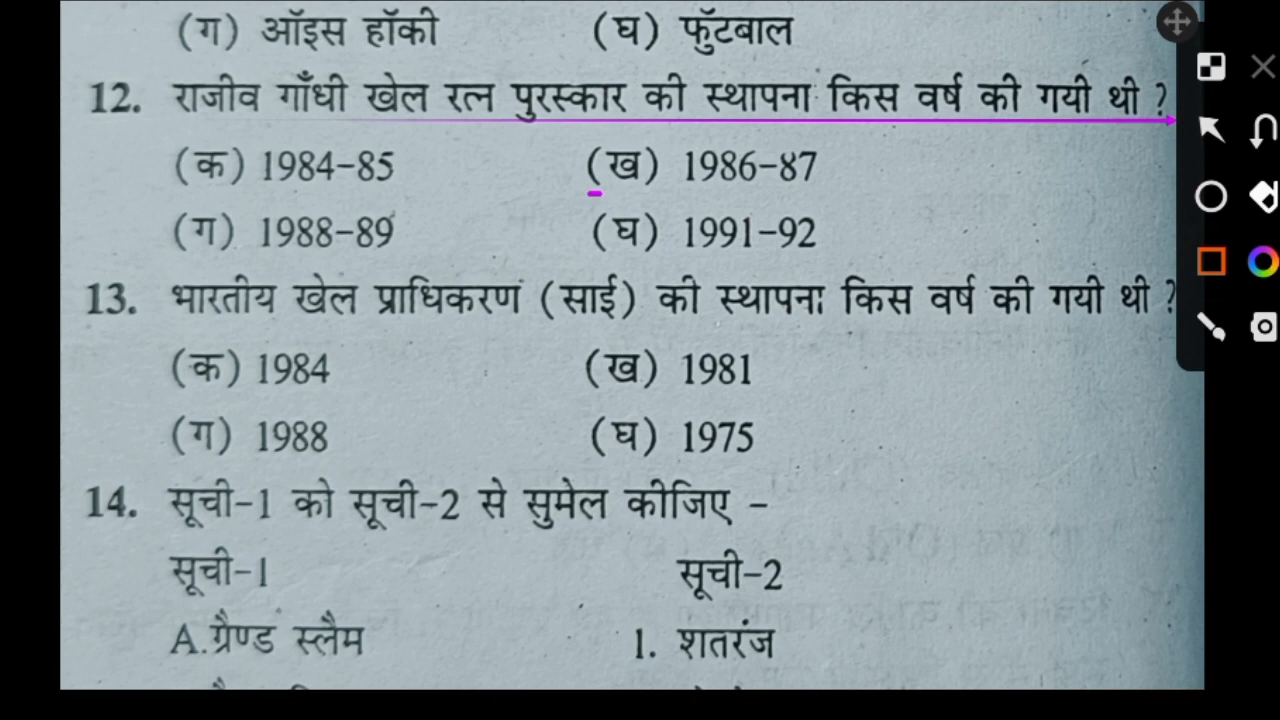 (ग) ऑइस हॉकी (घ) फुॅटबाल
12. राजीव गाँधी खेल रत्न पुरस्कार की स्थापना किस वर्ष की गयी थी ?
(क) 1984-85 (ख) 1986-87
(ग) 1988-89 (घ) 1991-92
13. भारतीय खेल प्राधिकरण (साई) की स्थापना किस वर्ष की गयी थी ?
(क) 1984 (ख) 1981
(ग) 1988 (घ) 1975
14. सूची-1 को सूची-2 से सुमेल कीजिए -
सूची-1 सूची-2
A.ग्रैण्ड स्लैम 1. शतरंज